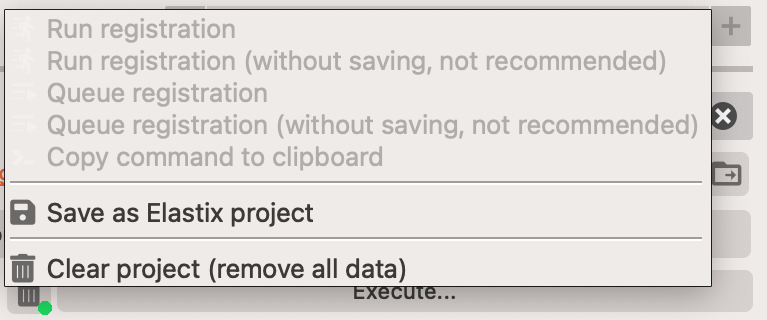 Run registration
Run registration (without saving, not recommended)
Queue registration
Queue registration (without saving, not recommended)
Copy command to clipboard
Save as Elastix project
Clear project (remove all data)
Execute...